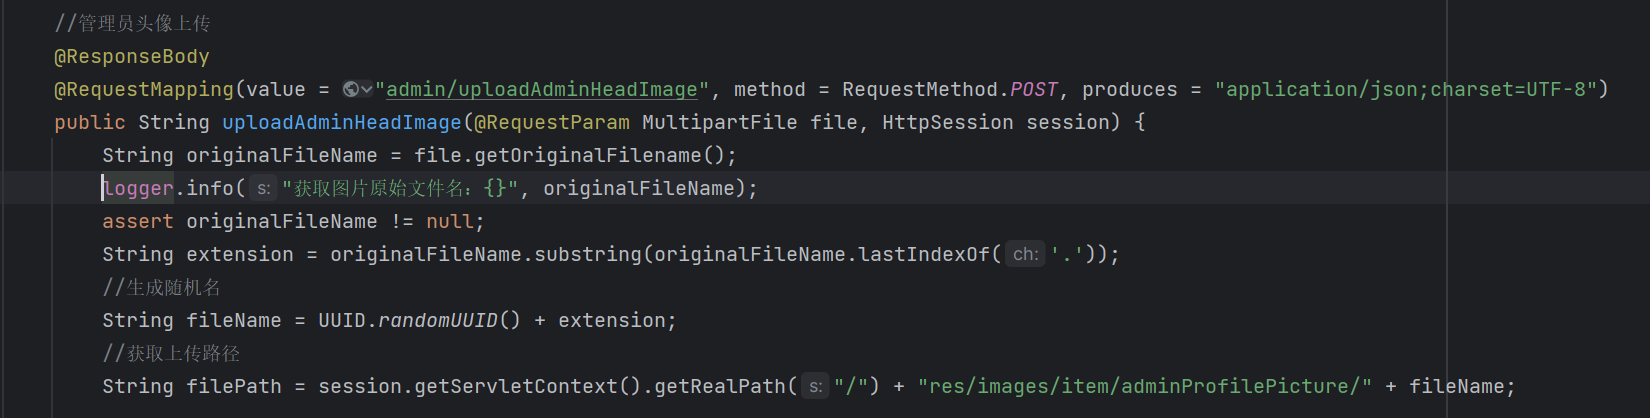 //管理员头像上传
@ResponseBody
@RequestMapping(value = "admin/uploadAdminHeadImage", method = RequestMethod.POST, produces = "application/json;charset=UTF-8")
public String uploadAdminHeadImage(@RequestParam MultipartFile file, HttpSession session) {
String originalFileName = file.getOriginalFilename();
logger.info( s: "获取图片原始文件名：{}", originalFileName);
assert originalFileName != null;
String extension = originalFileName.substring(originalFileName.lastIndexOf( ch: '.'));
//生成随机名
String fileName = UUID.randomUUID() + extension;
//获取上传路径
String filePath = session.getServletContext().getRealPath( s: "/") + "res/images/item/adminProfilePicture/" + fileName;